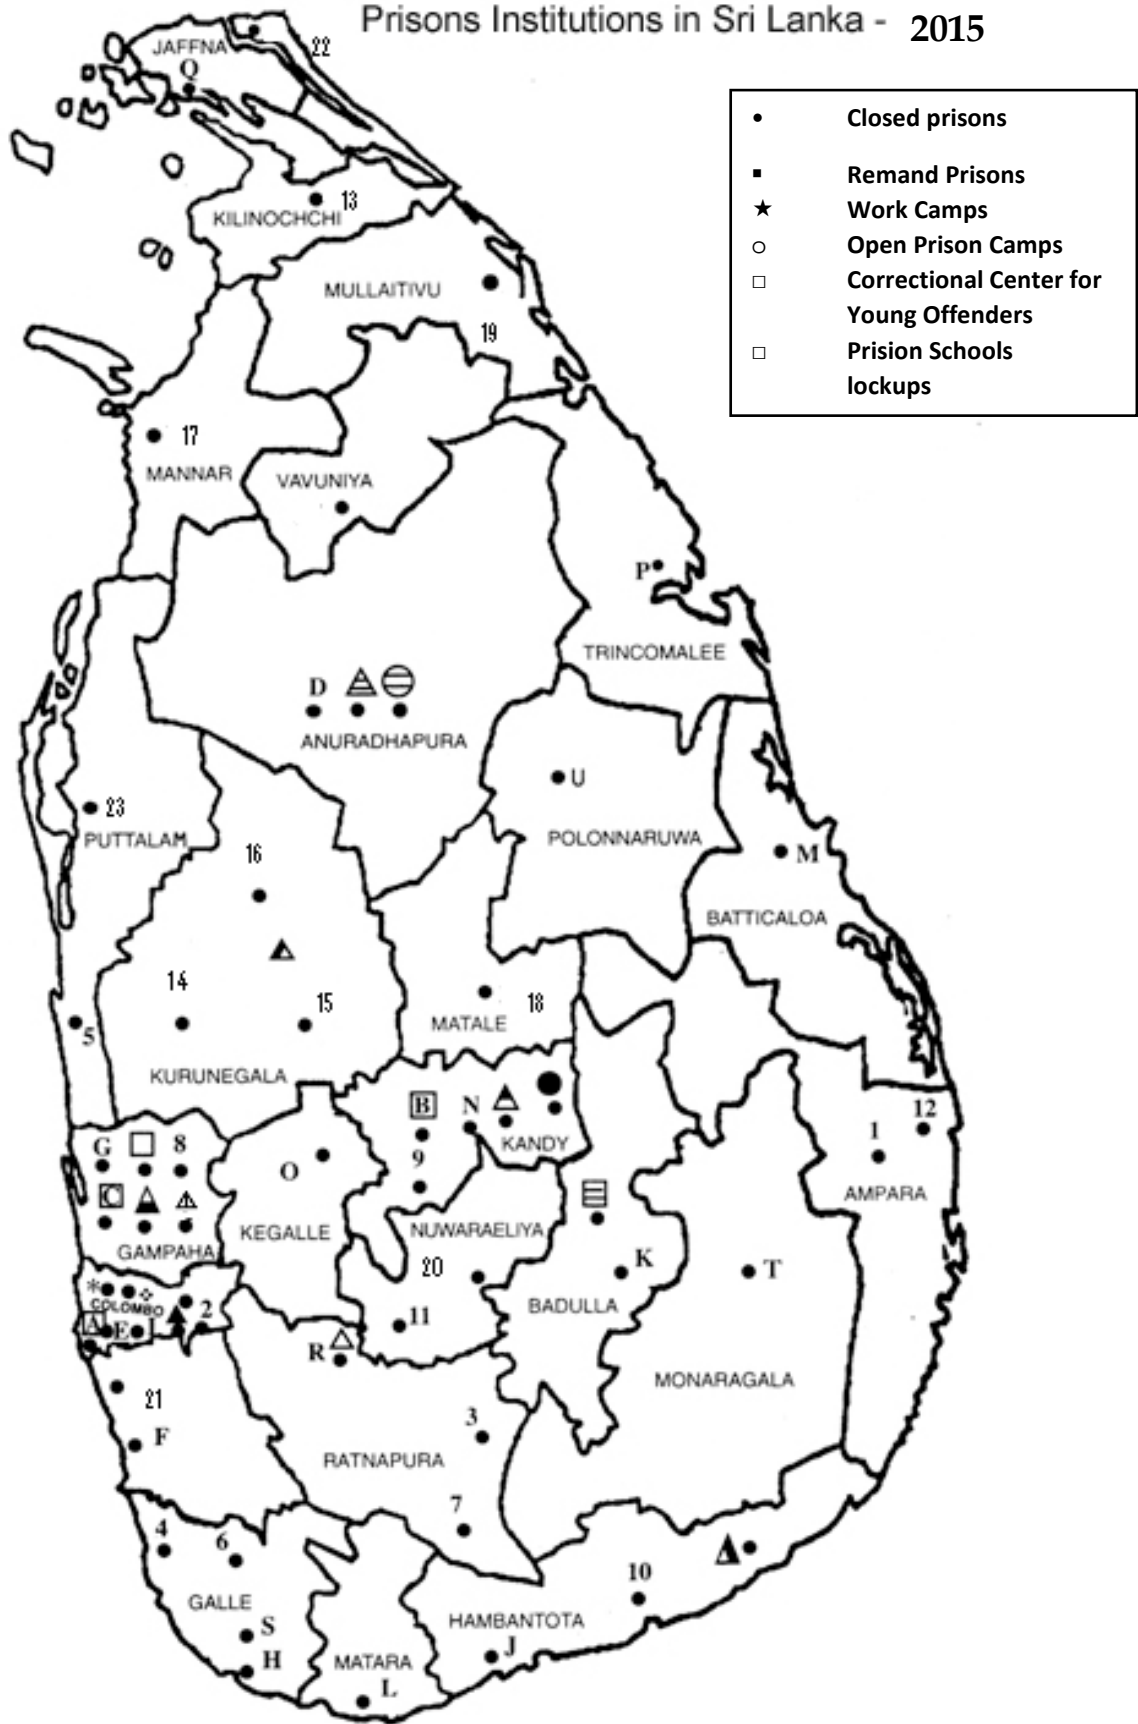 Prisons Institutions in Sri Lanka - 2015
Closed prisons
Remand Prisons
Work Camps
Open Prison Camps
Correctional Center for
Young Offenders
Prision Schools
lockups
22
JAFFNA
Q
13
KILINOCHCHI
MULLAITIVU
19
17
MANNAR
VAVUNIYA
P
TRINCOMALEE
D
ANURADHAPURA
U
23
PUTTALAM
POLONNARUWA
16
M
BATTICALOA
14
15
18
MATALE
5
KURUNEGALA
B
N
12
G
8
KANDY
1
O
9
AMPARA
C
KEGALLE
NUWARAELIYA
GAMPAHA
20
K
T
*
COLOMBO
2
BADULLA
A
E
I
11
R
MONARAGALA
21
F
3
RATNAPURA
7
4
6
10
GALLE
S
HAMBANTOTA
H
MATARA
J
L